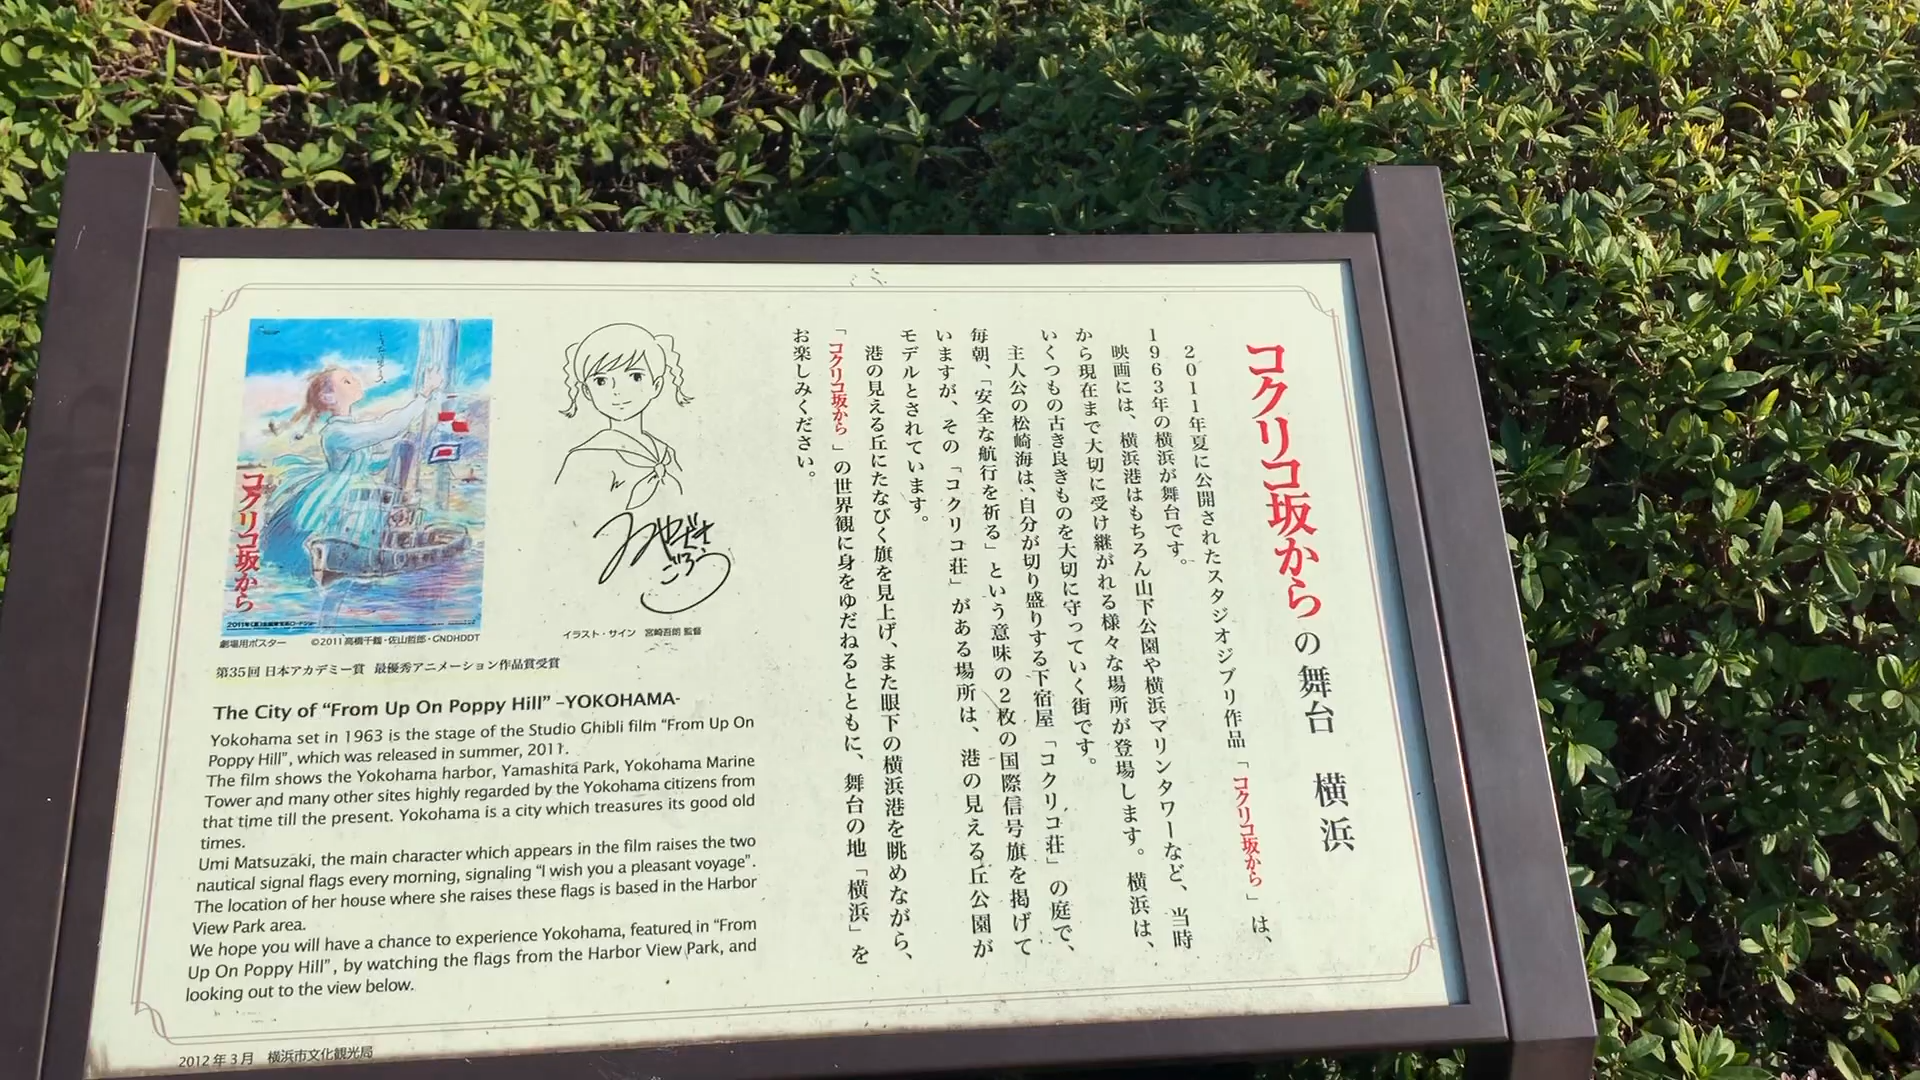 コクリコ坂からの舞台　横浜
２０１１年夏に公開されたスタジオジブリ作品「コクリコ坂から」は、
１９６３年の横浜が舞台です。
映画には、横浜港はもちろん山下公園や横浜マリンタワーなど、当時
から現在まで大切に受け継がれる様々な場所が登場します。横浜は、
いくつもの古き良きものを大切に守っていく街です。
主人公の松崎海は、自分が切り盛りする下宿屋「コクリコ荘」の庭で、
毎朝、「安全な航行を祈る」という意味の２枚の国際信号旗を掲げて
いますが、その「コクリコ荘」がある場所は、港の見える丘公園が
モデルとされています。
港の見える丘にたなびく旗を見上げ、また眼下の横浜港を眺めながら、
「コクリコ坂から」の世界観に身をゆだねるとともに、舞台の地「横浜」を
お楽しみください。
コクリコ坂から
劇場用ポスター
©2011 高橋千鶴・佐山哲郎・GNDHDDT
イラスト・サイン　宮崎吾朗 監督
みやざきごろう
第35回 日本アカデミー賞　最優秀アニメーション作品賞受賞
The City of “From Up On Poppy Hill” –YOKOHAMA-
Yokohama set in 1963 is the stage of the Studio Ghibli film “From Up On
Poppy Hill”, which was released in summer, 2011.
The film shows the Yokohama harbor, Yamashita Park, Yokohama Marine
Tower and many other sites highly regarded by the Yokohama citizens from
that time till the present. Yokohama is a city which treasures its good old
times.
Umi Matsuzaki, the main character which appears in the film raises the two
nautical signal flags every morning, signaling “I wish you a pleasant voyage”.
The location of her house where she raises these flags is based in the Harbor
View Park area.
We hope you will have a chance to experience Yokohama, featured in “From
Up On Poppy Hill”, by watching the flags from the Harbor View Park, and
looking out to the view below.
2012 年 3 月　横浜市文化観光局